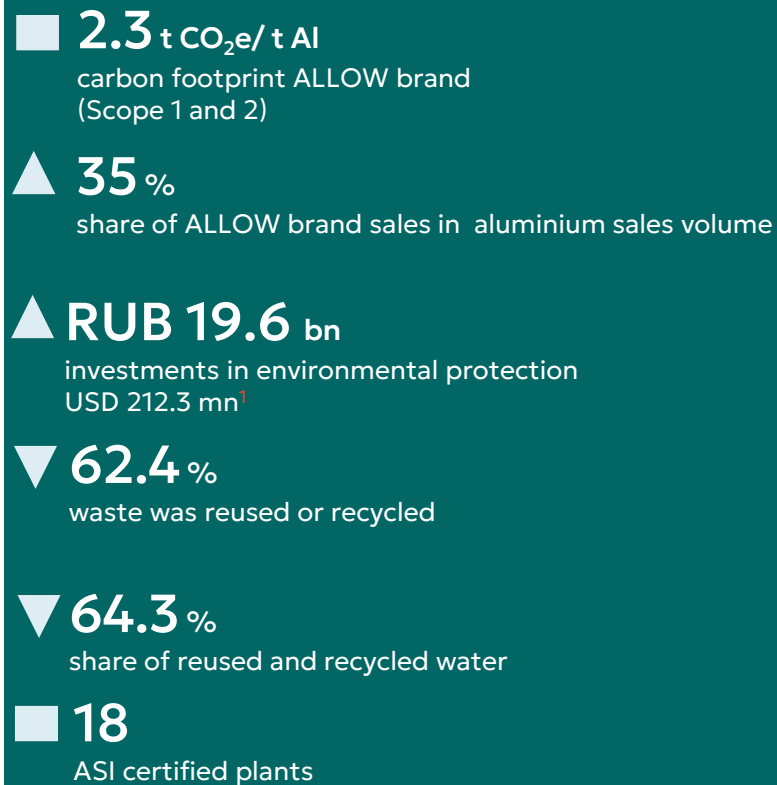 2.3 t CO₂e/ t Al
carbon footprint ALLOW brand
(Scope 1 and 2)
35 %
share of ALLOW brand sales in aluminium sales volume
RUB 19.6 bn
investments in environmental protection
USD 212.3 mn¹
62.4 %
waste was reused or recycled
64.3 %
share of reused and recycled water
18
ASI certified plants